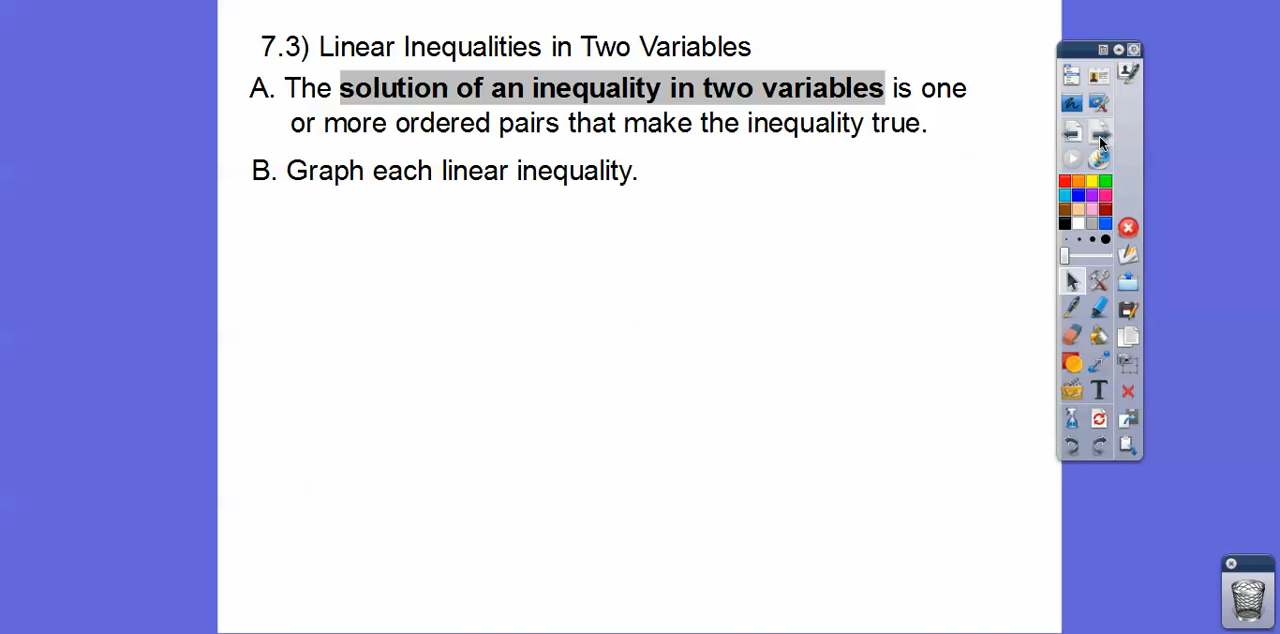 7.3) Linear Inequalities in Two Variables
A. The solution of an inequality in two variables is one
or more ordered pairs that make the inequality true.
B. Graph each linear inequality.